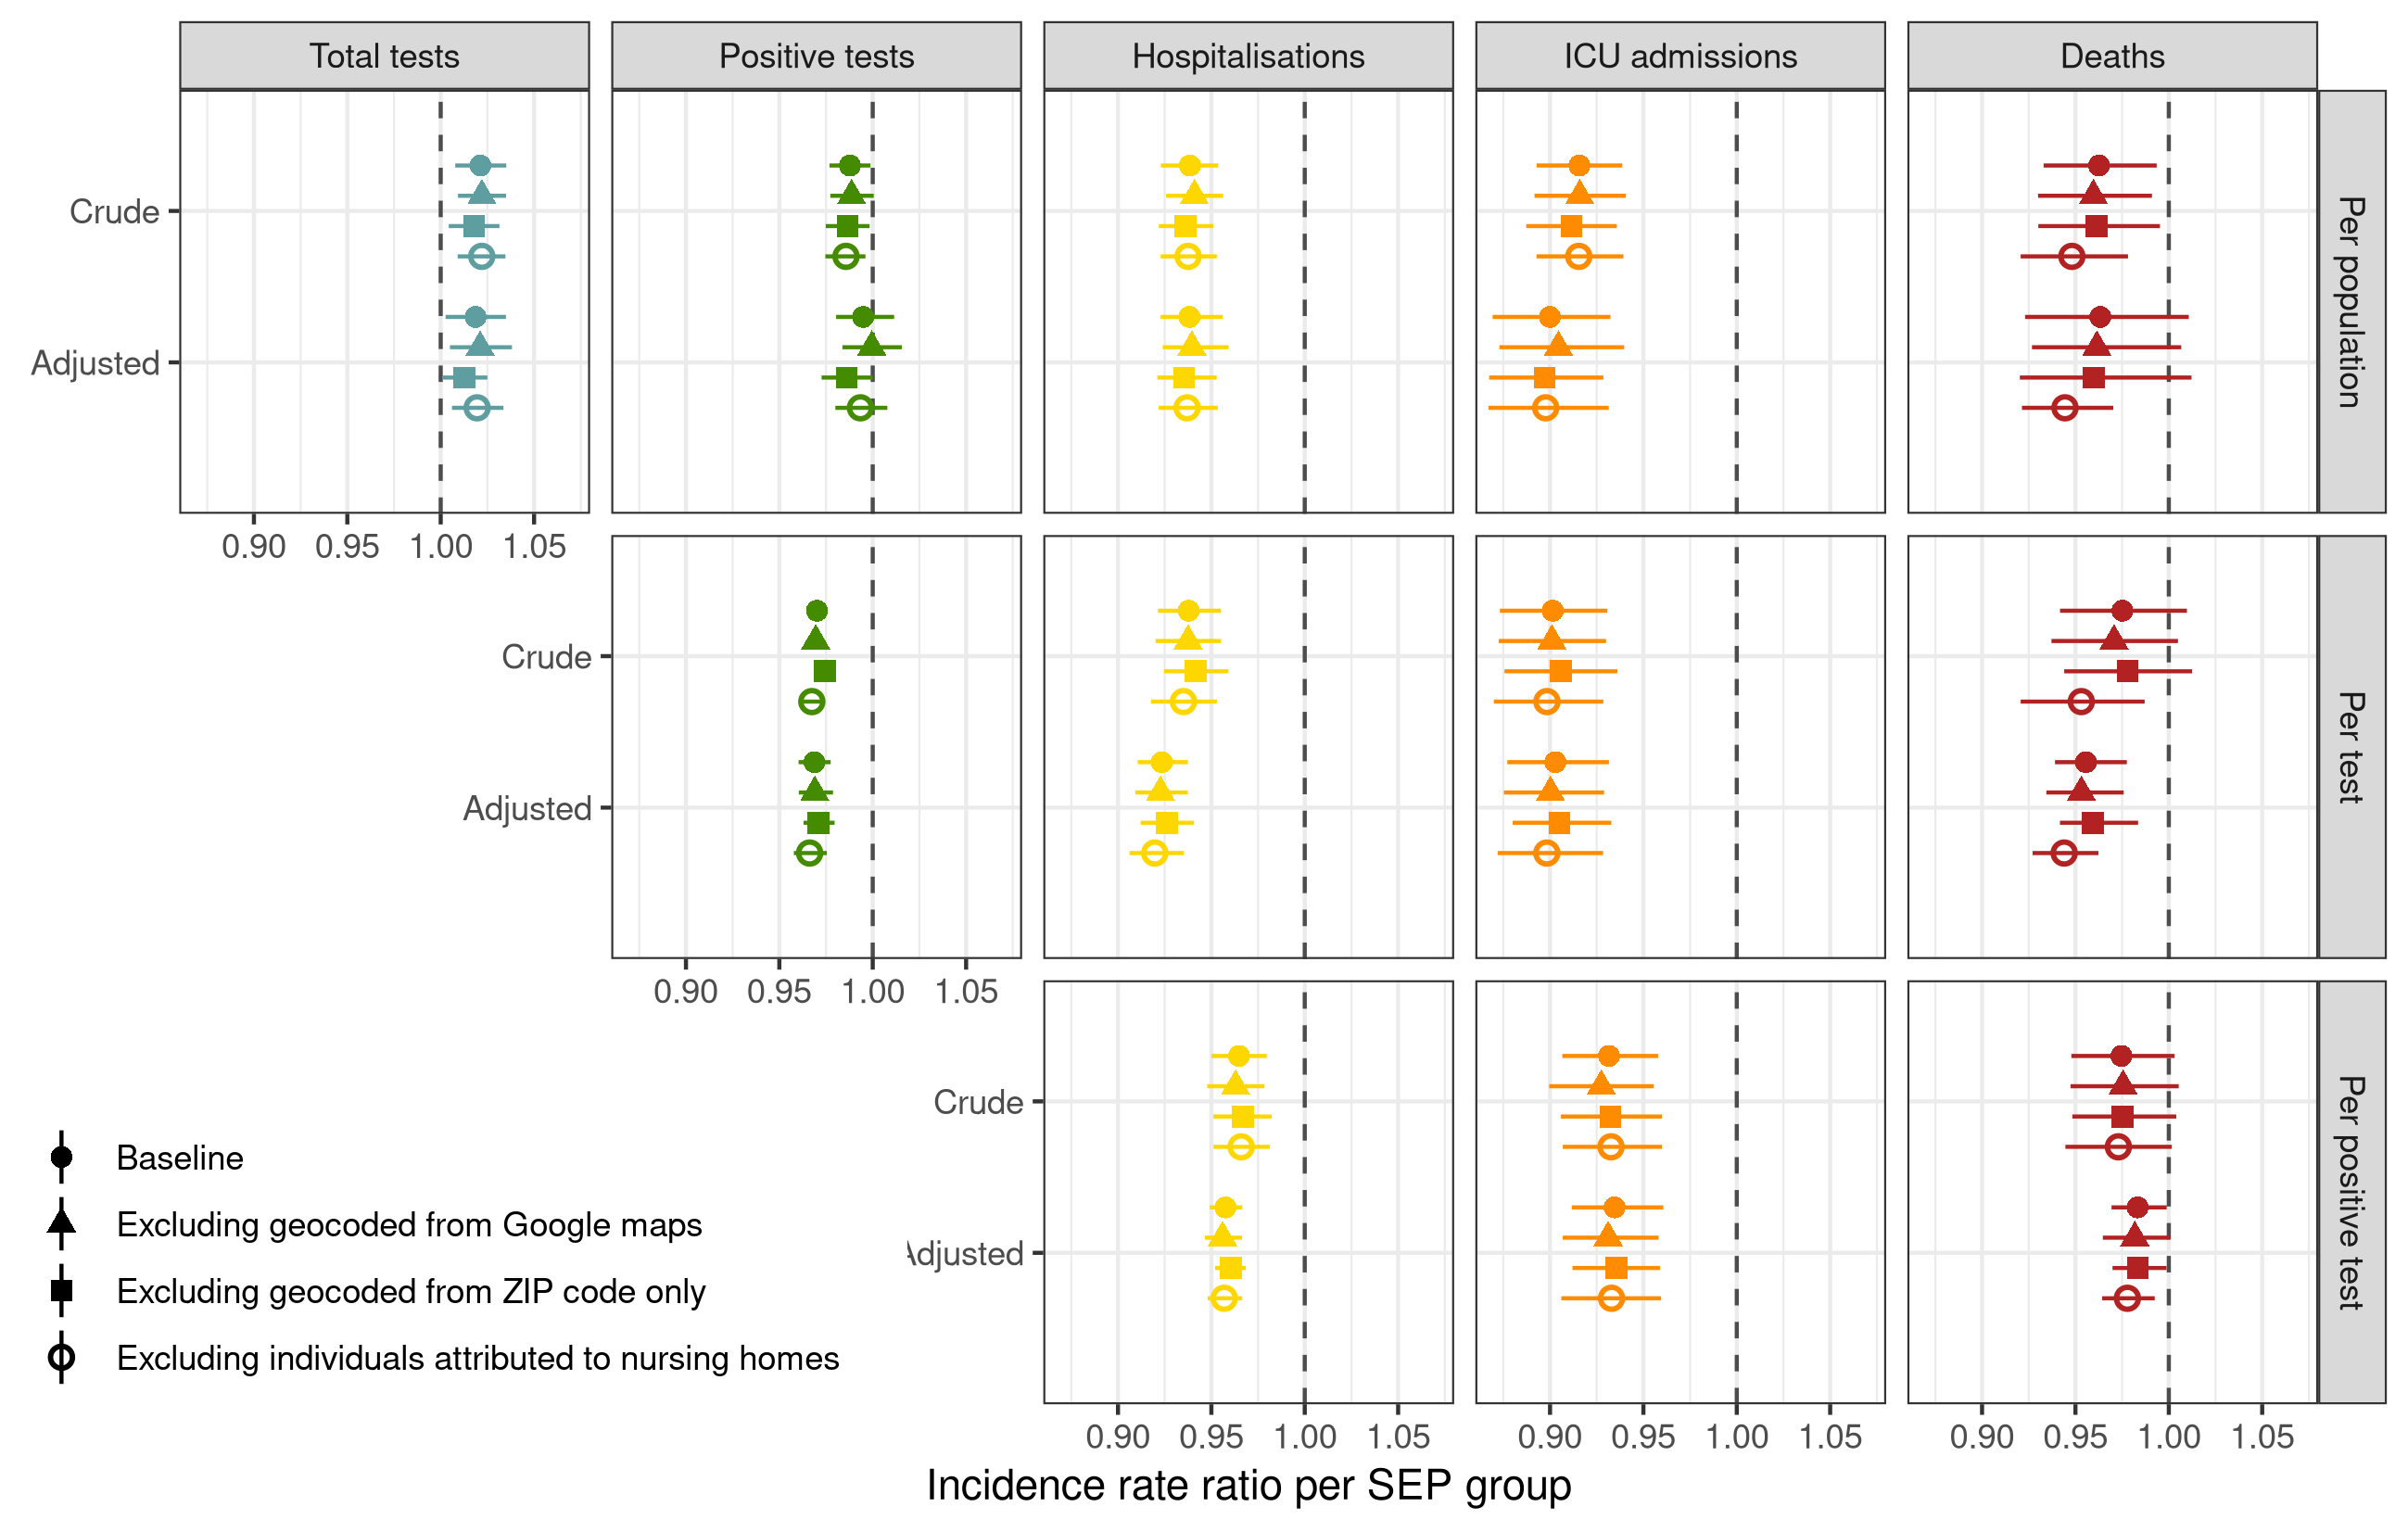 Total tests
Positive tests
Hospitalisations
ICU admissions
Deaths
Crude
Adjusted
Per population
0.90 0.95 1.00 1.05
Crude
Adjusted
Per test
0.90 0.95 1.00 1.05
Crude
Adjusted
Per positive test
Baseline
Excluding geocoded from Google maps
Excluding geocoded from ZIP code only
Excluding individuals attributed to nursing homes
0.90 0.95 1.00 1.05
0.90 0.95 1.00 1.05
0.90 0.95 1.00 1.05
Incidence rate ratio per SEP group